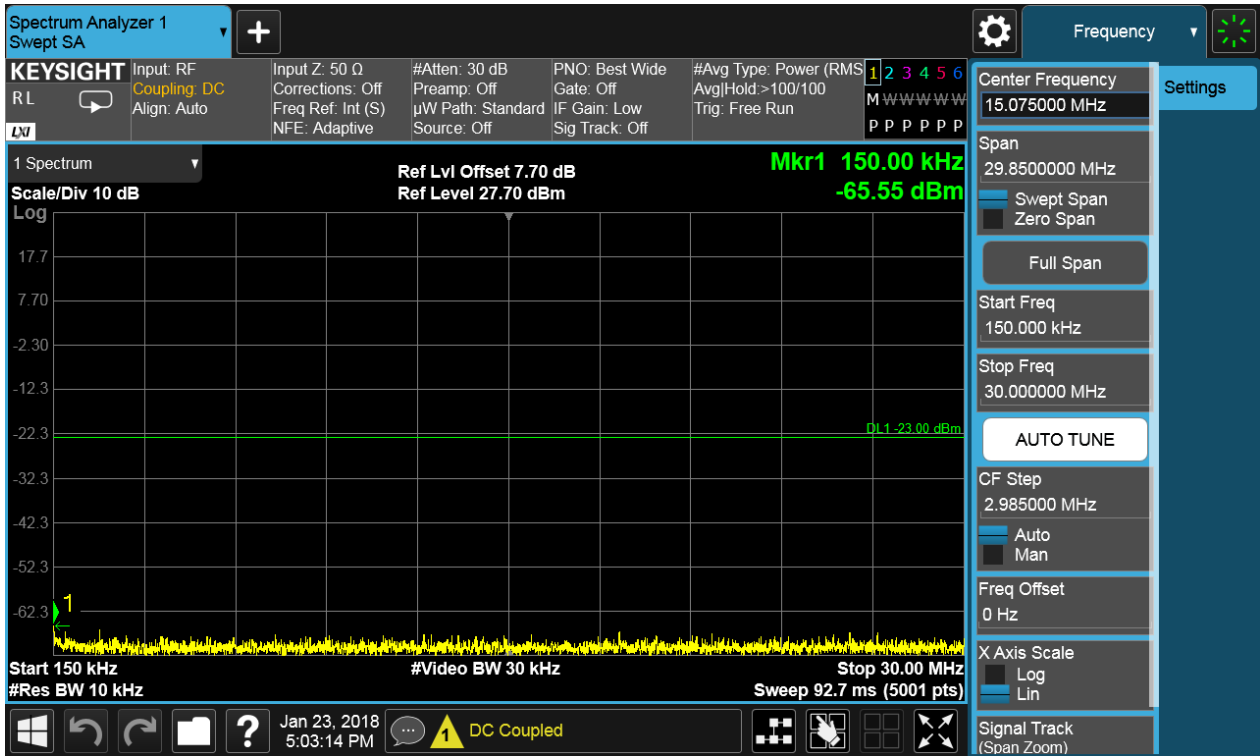 Spectrum Analyzer 1
Swept SA
+
Frequency
KEYSIGHT
RL
LXI
Input: RF
Coupling: DC
Align: Auto
Input Z: 50 Ω
Corrections: Off
Freq Ref: Int (S)
NFE: Adaptive
#Atten: 30 dB
Preamp: Off
µW Path: Standard
Source: Off
PNO: Best Wide
Gate: Off
IF Gain: Low
Sig Track: Off
#Avg Type: Power (RMS
Avg|Hold:>100/100
Trig: Free Run
1 2 3 4 5 6
M W W W W W
P P P P P P
1 Spectrum
Scale/Div 10 dB
Log
Ref Lvl Offset 7.70 dB
Ref Level 27.70 dBm
Mkr1 150.00 kHz
-65.55 dBm
17.7
7.70
-2.30
-12.3
-22.3
DL1 -23.00 dBm
-32.3
-42.3
-52.3
-62.3
1
Start 150 kHz
#Res BW 10 kHz
#Video BW 30 kHz
Stop 30.00 MHz
Sweep 92.7 ms (5001 pts)
Center Frequency
15.075000 MHz
Settings
Span
29.8500000 MHz
Swept Span
Zero Span
Full Span
Start Freq
150.000 kHz
Stop Freq
30.000000 MHz
AUTO TUNE
CF Step
2.985000 MHz
Auto
Man
Freq Offset
0 Hz
X Axis Scale
Log
Lin
Signal Track
(Span Zoom)
?
Jan 23, 2018
5:03:14 PM
1
DC Coupled